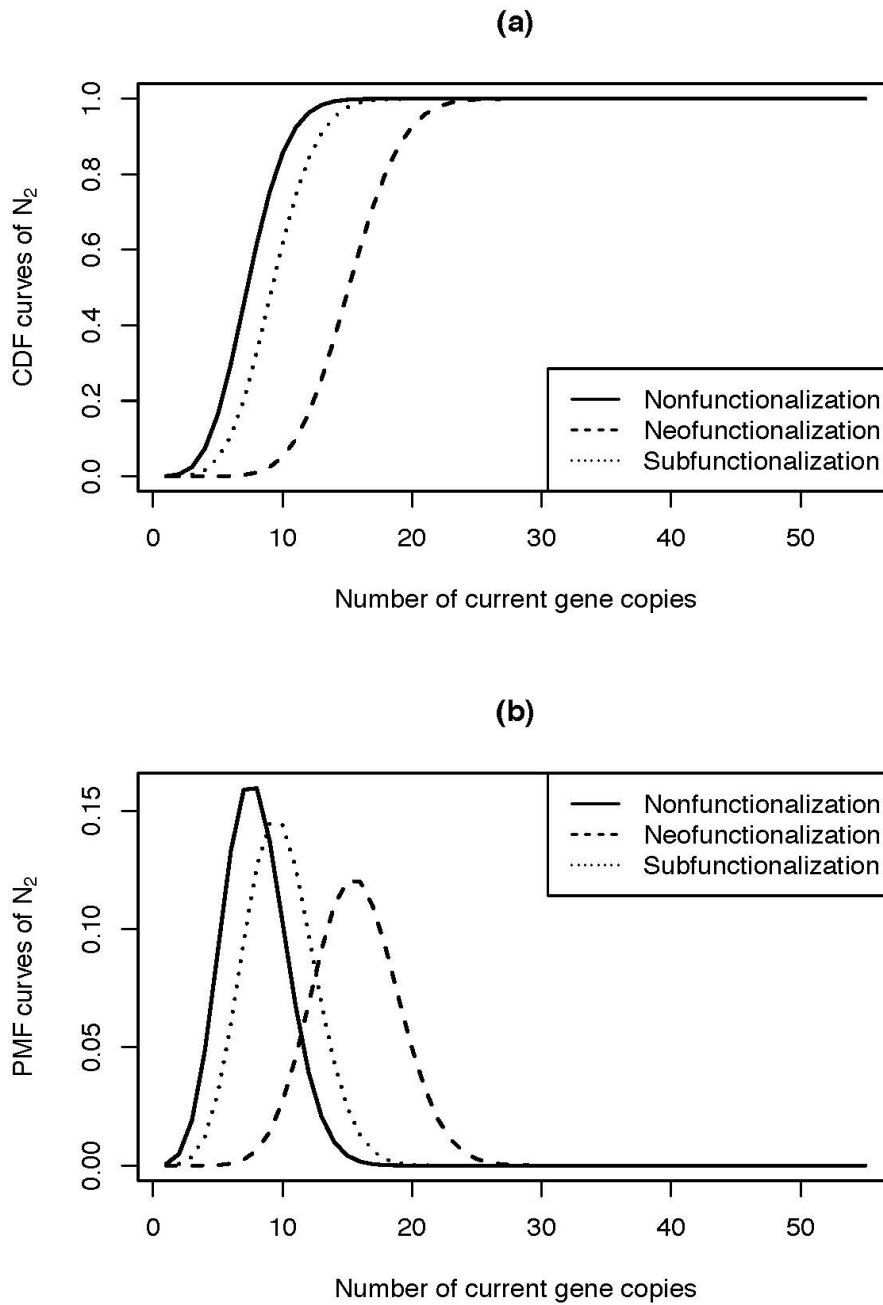 (a)
CDF curves of N₂
1.0
0.8
0.6
0.4
0.2
0.0
Nonfunctionalization
Neofunctionalization
Subfunctionalization
0 10 20 30 40 50
Number of current gene copies
(b)
PMF curves of N₂
0.15
0.10
0.05
0.00
Nonfunctionalization
Neofunctionalization
Subfunctionalization
0 10 20 30 40 50
Number of current gene copies